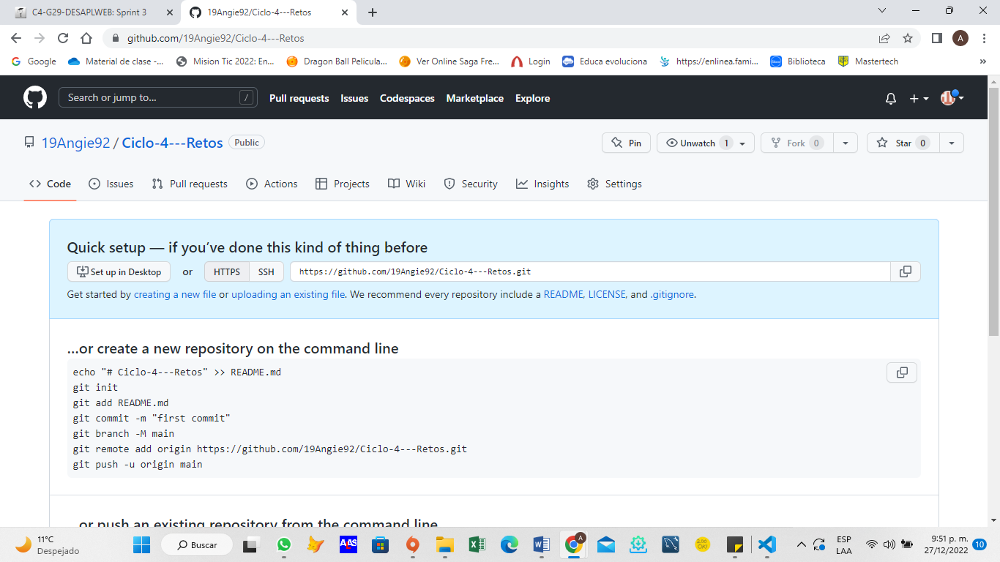 C4-G29-DESAPLWEB: Sprint 3
19Angie92/Ciclo-4---Retos
github.com/19Angie92/Ciclo-4---Retos
A
Google
Material de clase -...
Mision Tic 2022: En...
Dragon Ball Pelicula...
Ver Online Saga Fre...
Login
Educa evoluciona
https://enlinea.fami...
Biblioteca
Mastertech
»
Search or jump to...
/
Pull requests
Issues
Codespaces
Marketplace
Explore
19Angie92 / Ciclo-4---Retos
Public
Pin
Unwatch 1
Fork 0
Star 0
Code
Issues
Pull requests
Actions
Projects
Wiki
Security
Insights
Settings
Quick setup — if you’ve done this kind of thing before
Set up in Desktop
or
HTTPS
SSH
https://github.com/19Angie92/Ciclo-4---Retos.git
Get started by creating a new file or uploading an existing file. We recommend every repository include a README, LICENSE, and .gitignore.
…or create a new repository on the command line
echo "# Ciclo-4---Retos" >> README.md
git init
git add README.md
git commit -m "first commit"
git branch -M main
git remote add origin https://github.com/19Angie92/Ciclo-4---Retos.git
git push -u origin main
…or push an existing repository from the command line
11°C
Despejado
Buscar
A
ESP
LAA
9:51 p. m.
27/12/2022
10